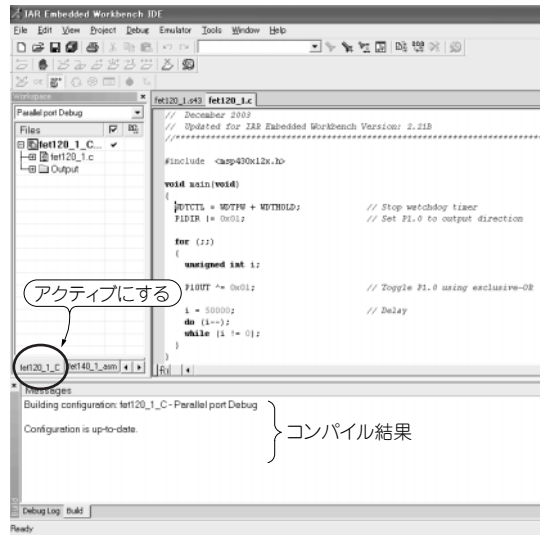 IAR Embedded Workbench IDE
File Edit View Project Debug Emulator Tools Window Help
Workspace
Parallel port Debug
Files
fet120_1_C...
fet120_1.c
Output
アクティブにする
fet120_1_C fet140_1_asm
fet120_1.s43 fet120_1.c
// December 2003
// Updated for IAR Embedded Workbench Version: 2.21B
#include <msp430x12x.h>
void main(void)
{
WDTCTL = WDTPW + WDTHOLD; // Stop watchdog timer
P1DIR |= 0x01; // Set P1.0 to output direction
for (;;)
{
unsigned int i;
P1OUT ^= 0x01; // Toggle P1.0 using exclusive-OR
i = 50000; // Delay
do (i--);
while (i != 0);
}
}
Messages
Building configuration: fet120_1_C - Parallel port Debug
Configuration is up-to-date.
コンパイル結果
Debug Log Build
Ready